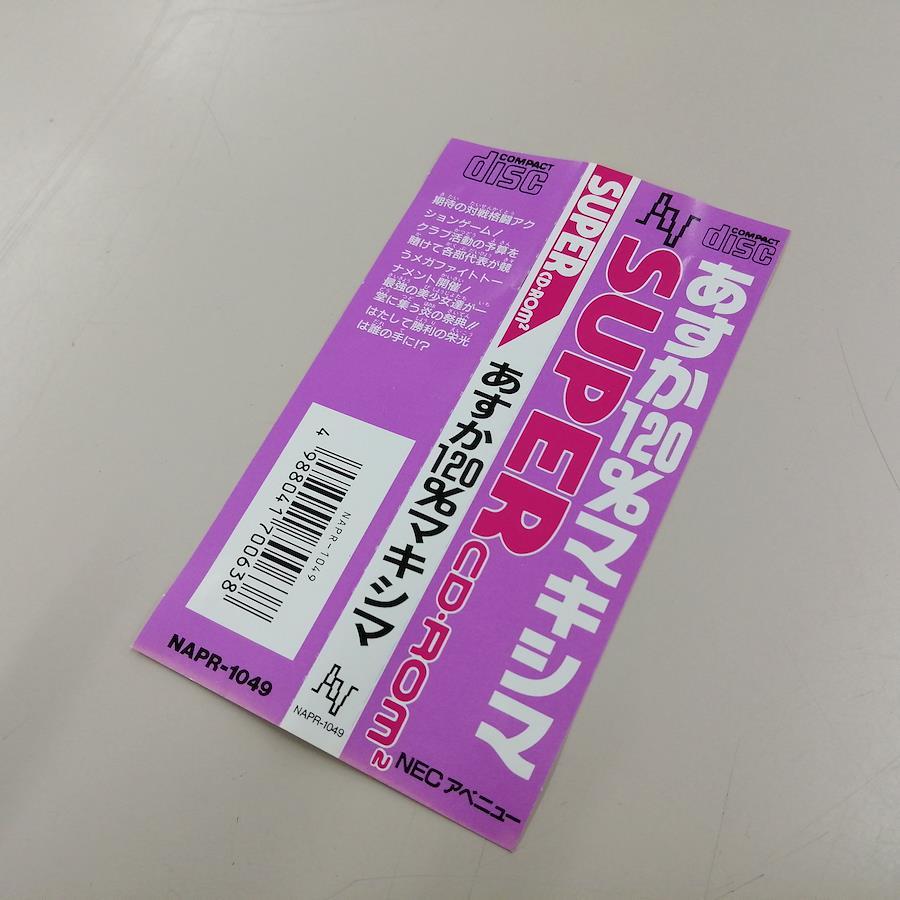 COMPACT
disc
期待の対戦格闘アク
ションゲーム!
クラブ活動の予算を
賭けて各部代表が競
うメガファイトトー
ナメント開催!
最強の美少女達が一
堂に集う炎の祭典!!
はたして勝利の栄光
は誰の手に!?
4 988041 700638
NAPR-1049
NAPR-1049
SUPER CD-ROM²
あすか120%マキシマ
AV
NAPR-1049
AV
COMPACT
disc
SUPER CD・ROM²
あすか120%マキシマ
NECアベニュー